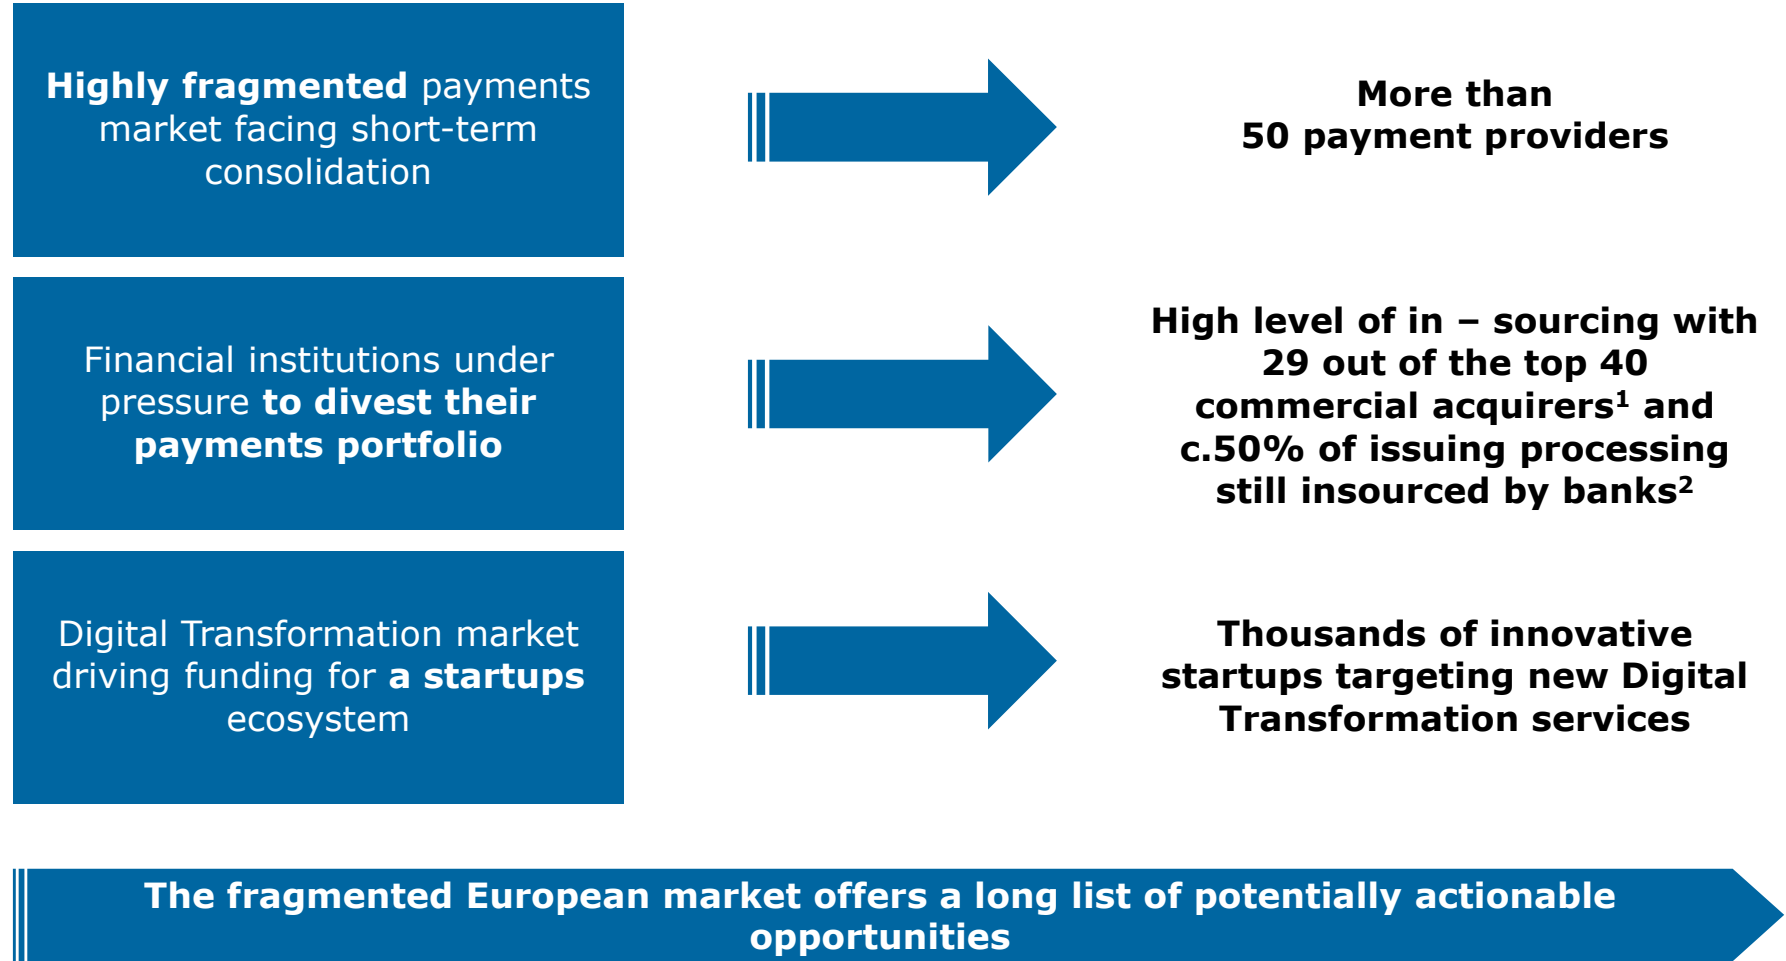 Highly fragmented payments
market facing short-term
consolidation
More than
50 payment providers
Financial institutions under
pressure to divest their
payments portfolio
High level of in – sourcing with
29 out of the top 40
commercial acquirers¹ and
c.50% of issuing processing
still insourced by banks²
Digital Transformation market
driving funding for a startups
ecosystem
Thousands of innovative
startups targeting new Digital
Transformation services
The fragmented European market offers a long list of potentially actionable
opportunities